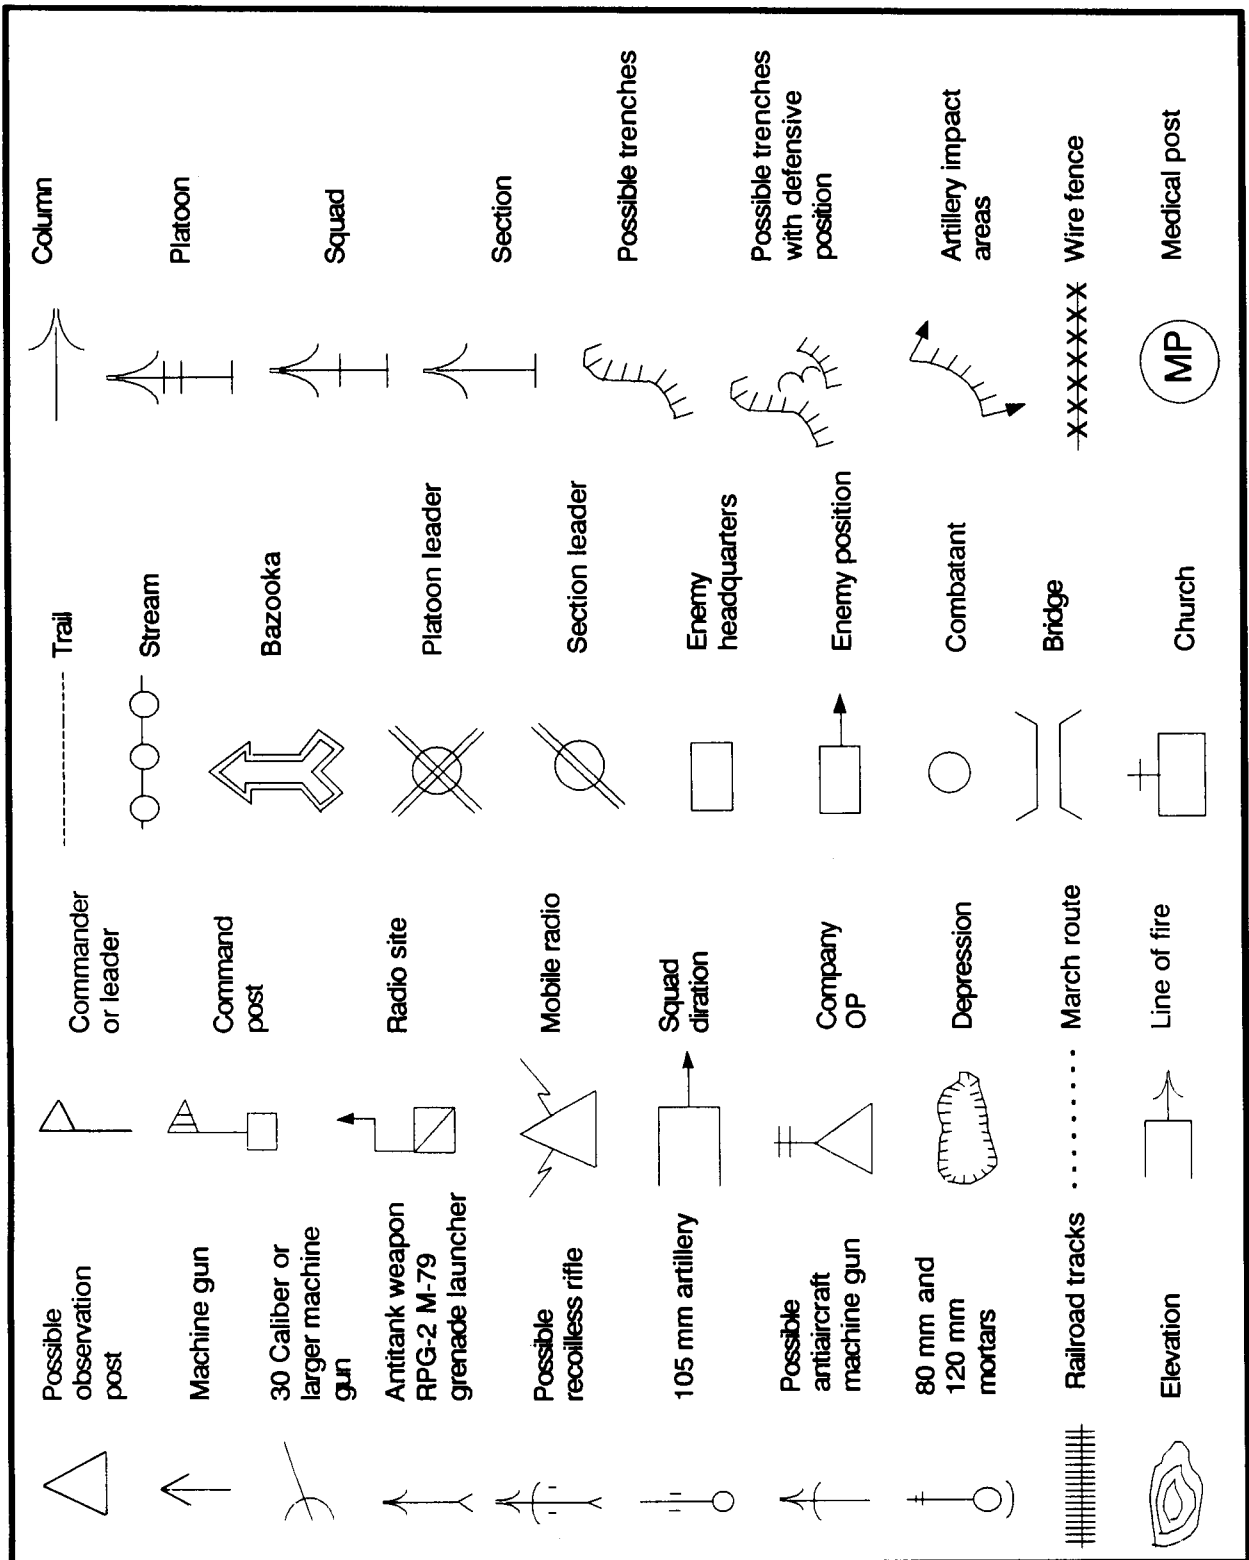 Possible
observation
post
Machine gun
30 Caliber or
larger machine
gun
Antitank weapon
RPG-2 M-79
grenade launcher
Possible
recoilless rifle
105 mm artillery
Possible
antiaircraft
machine gun
80 mm and
120 mm
mortars
Railroad tracks
Elevation
Commander
or leader
Command
post
Radio site
Mobile radio
Squad
diration
Company
OP
Depression
March route
Line of fire
Trail
Stream
Bazooka
Platoon leader
Section leader
Enemy
headquarters
Enemy position
Combatant
Bridge
Church
Column
Platoon
Squad
Section
Possible trenches
Possible trenches
with defensive
position
Artillery impact
areas
Wire fence
MP
Medical post